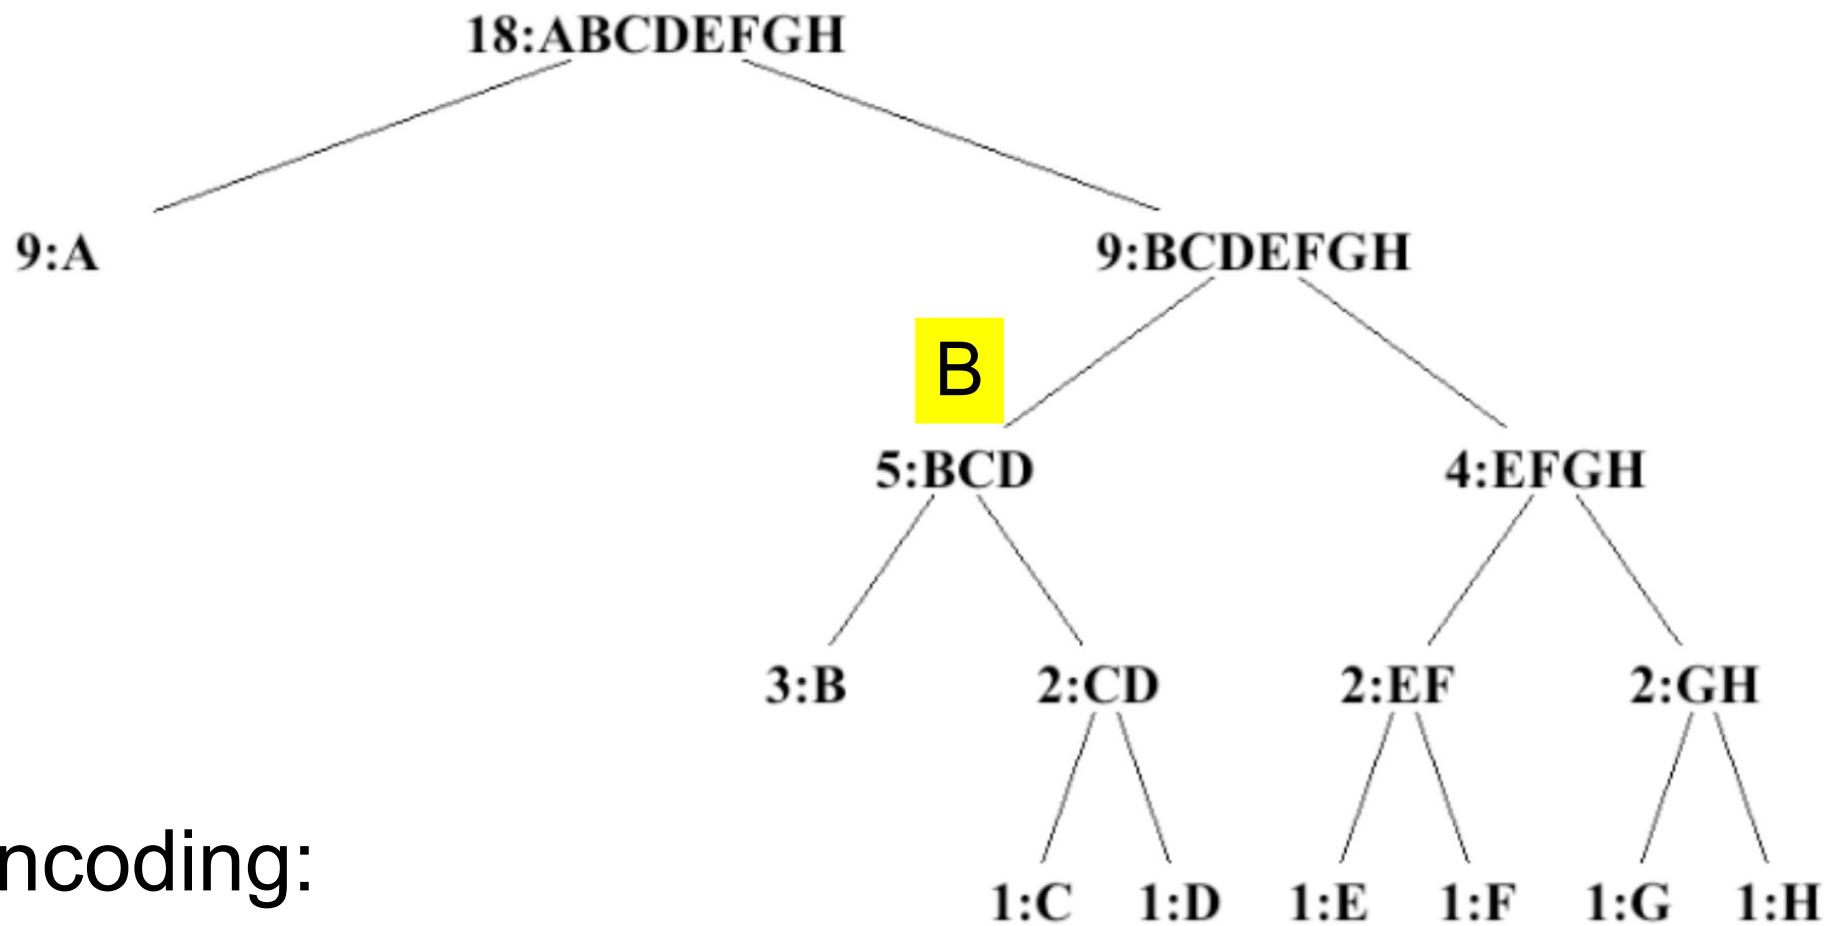 18:ABCDEFGH
9:A 9:BCDEFGH
B
5:BCD 4:EFGH
3:B 2:CD 2:EF 2:GH
ncoding:
1:C 1:D 1:E 1:F 1:G 1:H